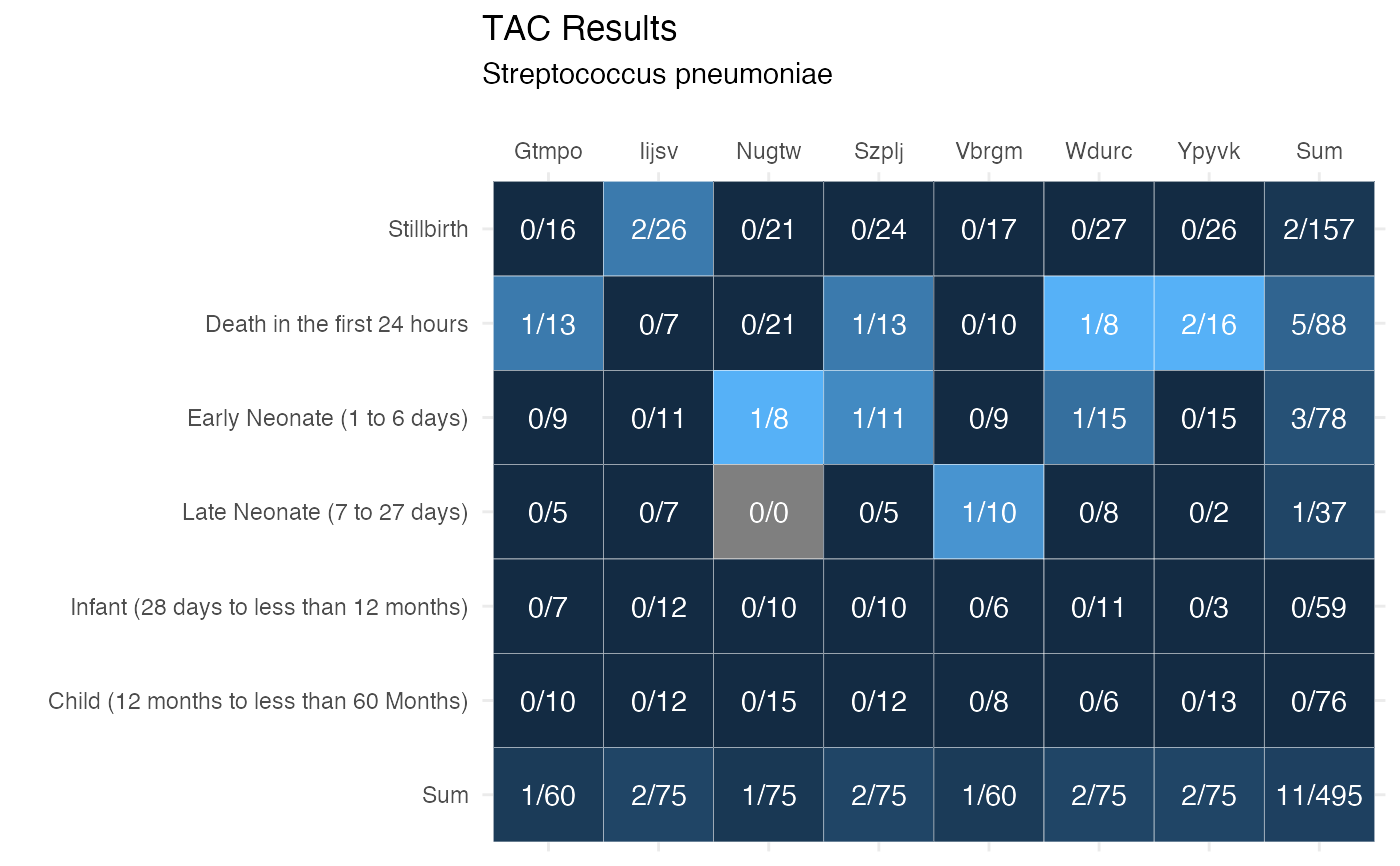 TAC Results
Streptococcus pneumoniae
Gtmpo Iijsv Nugtw Szplj Vbrgm Wdurc Ypyvk Sum
Stillbirth 0/16 2/26 0/21 0/24 0/17 0/27 0/26 2/157
Death in the first 24 hours 1/13 0/7 0/21 1/13 0/10 1/8 2/16 5/88
Early Neonate (1 to 6 days) 0/9 0/11 1/8 1/11 0/9 1/15 0/15 3/78
Late Neonate (7 to 27 days) 0/5 0/7 0/0 0/5 1/10 0/8 0/2 1/37
Infant (28 days to less than 12 months) 0/7 0/12 0/10 0/10 0/6 0/11 0/3 0/59
Child (12 months to less than 60 Months) 0/10 0/12 0/15 0/12 0/8 0/6 0/13 0/76
Sum 1/60 2/75 1/75 2/75 1/60 2/75 2/75 11/495